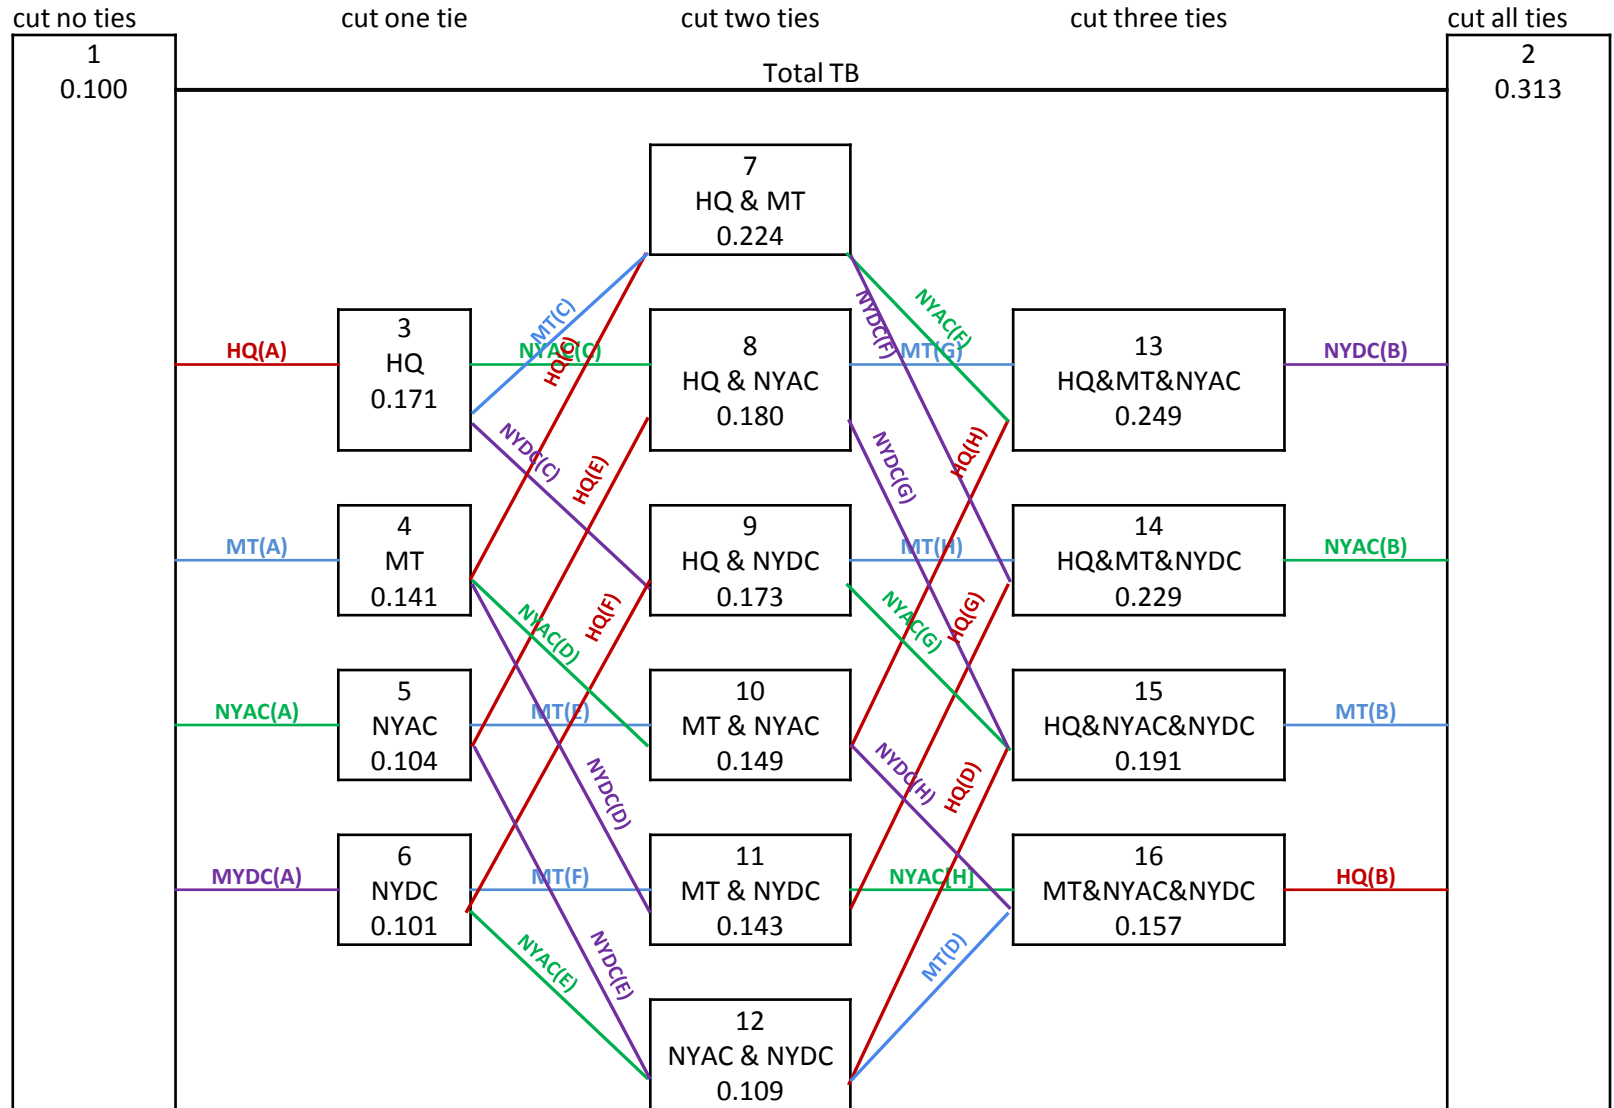 cut no ties
cut one tie
cut two ties
cut three ties
cut all ties
1
0.100
Total TB
2
0.313
7
HQ & MT
0.224
3
HQ
0.171
8
HQ & NYAC
0.180
13
HQ&MT&NYAC
0.249
HQ(A)
MT(C)
NYAC(C)
HQ(C)
NYDC(C)
NYDC(F)
NYAC(F)
MT(G)
NYDC(B)
4
MT
0.141
9
HQ & NYDC
0.173
14
HQ&MT&NYDC
0.229
MT(A)
HQ(E)
NYDC(G)
HQ(H)
MT(H)
NYAC(B)
NYAC(D)
HQ(F)
NYAC(G)
HQ(G)
5
NYAC
0.104
10
MT & NYAC
0.149
15
HQ&NYAC&NYDC
0.191
NYAC(A)
MT(E)
MT(B)
NYDC(D)
NYDC(H)
HQ(D)
6
NYDC
0.101
11
MT & NYDC
0.143
16
MT&NYAC&NYDC
0.157
MYDC(A)
MT(F)
NYAC[H]
HQ(B)
NYAC(E)
NYDC(E)
MT(D)
12
NYAC & NYDC
0.109